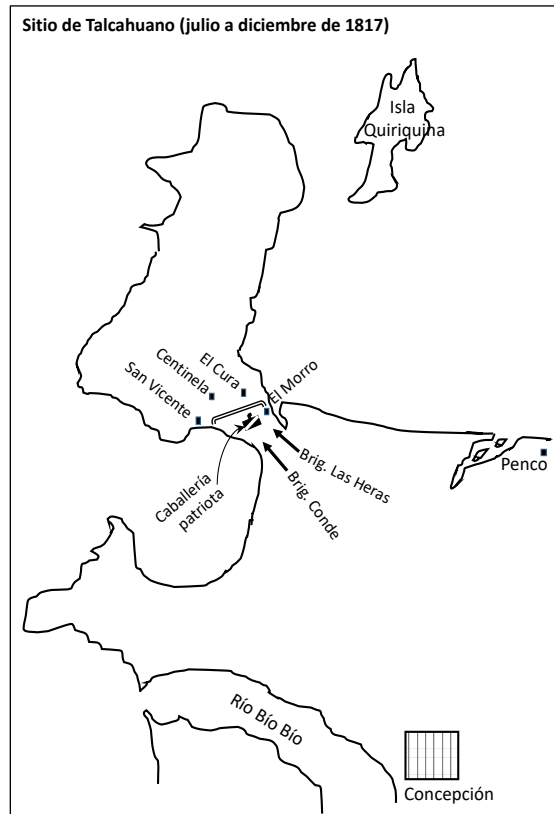 Sitio de Talcahuano (julio a diciembre de 1817)
Isla
Quiriquina
El Cura
Centinela
San Vicente
El Morro
Brig. Las Heras
Penco
Brig. Conde
Caballería
patriota
Río Bío Bío
Concepción